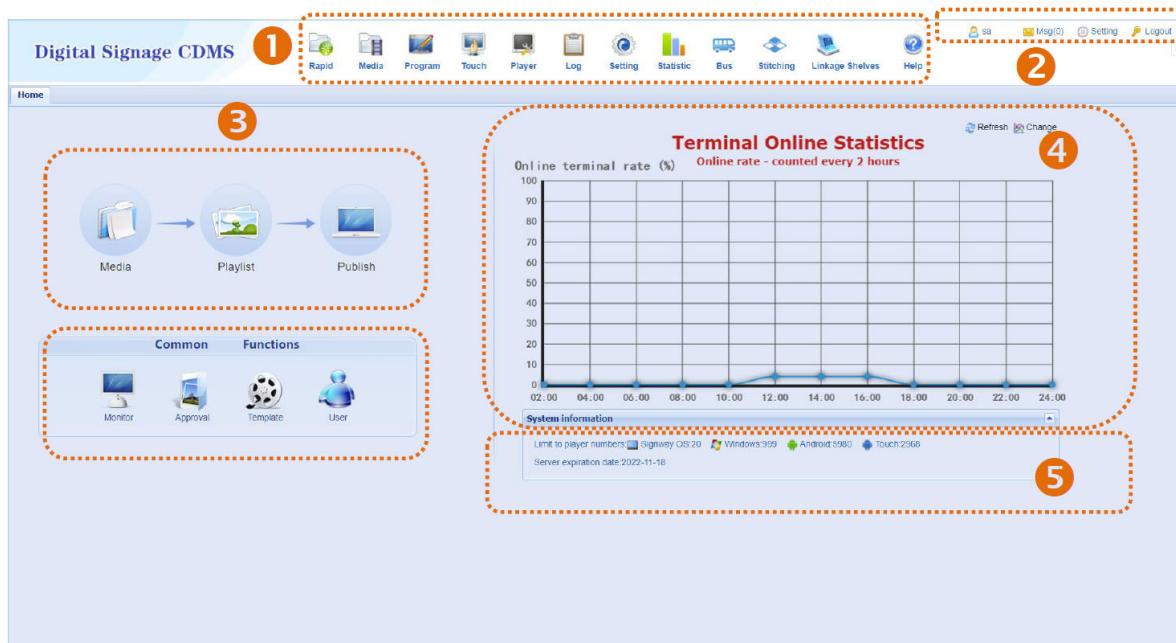 Digital Signage CDMS
1
Rapid Media Program Touch Player Log Setting Statistic Bus Stitching Linkage Shelves Help
sa Msg(0) Setting Logout
2
Home
3
Media Playlist Publish
Common Functions
Monitor Approval Template User
Refresh Change
4
Terminal Online Statistics
Online terminal rate (%) Online rate - counted every 2 hours
100
90
80
70
60
50
40
30
20
10
0
02:00 04:00 06:00 08:00 10:00 12:00 14:00 16:00 18:00 20:00 22:00 24:00
System information
Limit to player numbers: Signway OS:20 Windows:999 Android:5980 Touch:2968
Server expiration date:2022-11-18
5